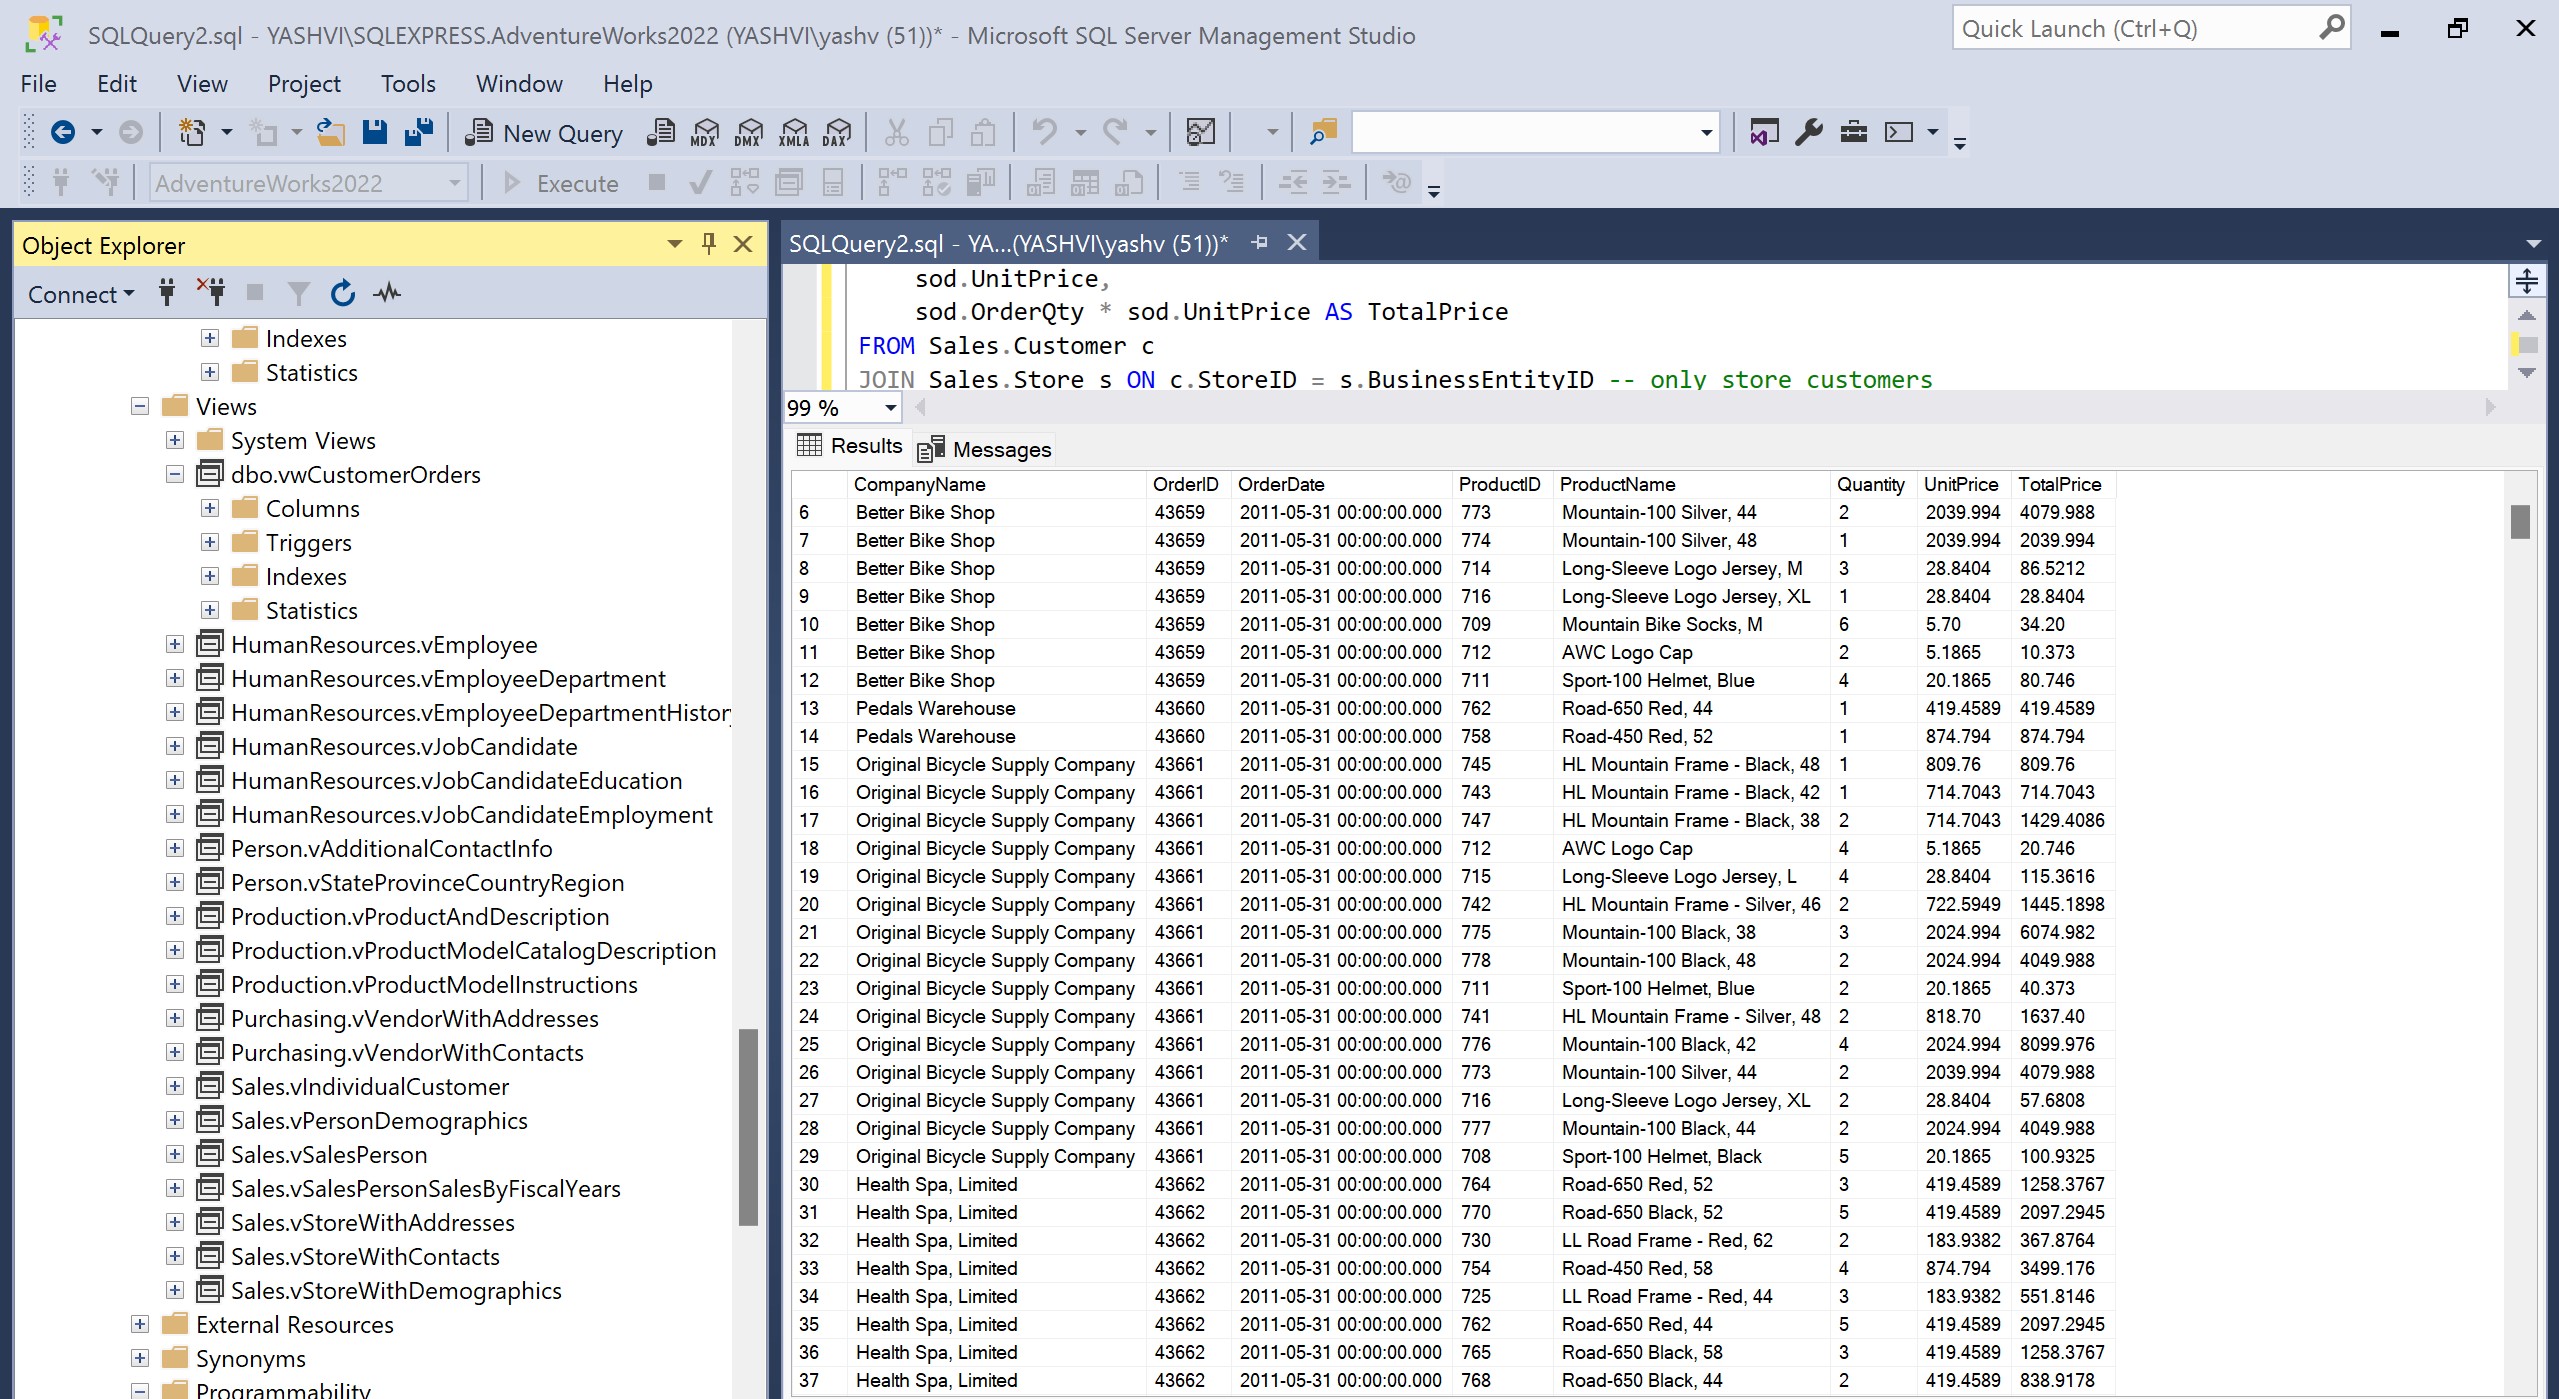 SQLQuery2.sql - YASHVI\SQLEXPRESS.AdventureWorks2022 (YASHVI\yashv (51))* - Microsoft SQL Server Management Studio
Quick Launch (Ctrl+Q)
File Edit View Project Tools Window Help
New Query MDX DMX XMLA DAX
AdventureWorks2022 Execute
Object Explorer
Connect
Indexes
Statistics
Views
System Views
dbo.vwCustomerOrders
Columns
Triggers
Indexes
Statistics
HumanResources.vEmployee
HumanResources.vEmployeeDepartment
HumanResources.vEmployeeDepartmentHistory
HumanResources.vJobCandidate
HumanResources.vJobCandidateEducation
HumanResources.vJobCandidateEmployment
Person.vAdditionalContactInfo
Person.vStateProvinceCountryRegion
Production.vProductAndDescription
Production.vProductModelCatalogDescription
Production.vProductModelInstructions
Purchasing.vVendorWithAddresses
Purchasing.vVendorWithContacts
Sales.vIndividualCustomer
Sales.vPersonDemographics
Sales.vSalesPerson
Sales.vSalesPersonSalesByFiscalYears
Sales.vStoreWithAddresses
Sales.vStoreWithContacts
Sales.vStoreWithDemographics
External Resources
Synonyms
Programmability
SQLQuery2.sql - YA...(YASHVI\yashv (51))*
sod.UnitPrice,
sod.OrderQty * sod.UnitPrice AS TotalPrice
FROM Sales.Customer c
JOIN Sales.Store s ON c.StoreID = s.BusinessEntityID -- only store customers
99 %
Results Messages
CompanyName OrderID OrderDate ProductID ProductName Quantity UnitPrice TotalPrice
6 Better Bike Shop 43659 2011-05-31 00:00:00.000 773 Mountain-100 Silver, 44 2 2039.994 4079.988
7 Better Bike Shop 43659 2011-05-31 00:00:00.000 774 Mountain-100 Silver, 48 1 2039.994 2039.994
8 Better Bike Shop 43659 2011-05-31 00:00:00.000 714 Long-Sleeve Logo Jersey, M 3 28.8404 86.5212
9 Better Bike Shop 43659 2011-05-31 00:00:00.000 716 Long-Sleeve Logo Jersey, XL 1 28.8404 28.8404
10 Better Bike Shop 43659 2011-05-31 00:00:00.000 709 Mountain Bike Socks, M 6 5.70 34.20
11 Better Bike Shop 43659 2011-05-31 00:00:00.000 712 AWC Logo Cap 2 5.1865 10.373
12 Better Bike Shop 43659 2011-05-31 00:00:00.000 711 Sport-100 Helmet, Blue 4 20.1865 80.746
13 Pedals Warehouse 43660 2011-05-31 00:00:00.000 762 Road-650 Red, 44 1 419.4589 419.4589
14 Pedals Warehouse 43660 2011-05-31 00:00:00.000 758 Road-450 Red, 52 1 874.794 874.794
15 Original Bicycle Supply Company 43661 2011-05-31 00:00:00.000 745 HL Mountain Frame - Black, 48 1 809.76 809.76
16 Original Bicycle Supply Company 43661 2011-05-31 00:00:00.000 743 HL Mountain Frame - Black, 42 1 714.7043 714.7043
17 Original Bicycle Supply Company 43661 2011-05-31 00:00:00.000 747 HL Mountain Frame - Black, 38 2 714.7043 1429.4086
18 Original Bicycle Supply Company 43661 2011-05-31 00:00:00.000 712 AWC Logo Cap 4 5.1865 20.746
19 Original Bicycle Supply Company 43661 2011-05-31 00:00:00.000 715 Long-Sleeve Logo Jersey, L 4 28.8404 115.3616
20 Original Bicycle Supply Company 43661 2011-05-31 00:00:00.000 742 HL Mountain Frame - Silver, 46 2 722.5949 1445.1898
21 Original Bicycle Supply Company 43661 2011-05-31 00:00:00.000 775 Mountain-100 Black, 38 3 2024.994 6074.982
22 Original Bicycle Supply Company 43661 2011-05-31 00:00:00.000 778 Mountain-100 Black, 48 2 2024.994 4049.988
23 Original Bicycle Supply Company 43661 2011-05-31 00:00:00.000 711 Sport-100 Helmet, Blue 2 20.1865 40.373
24 Original Bicycle Supply Company 43661 2011-05-31 00:00:00.000 741 HL Mountain Frame - Silver, 48 2 818.70 1637.40
25 Original Bicycle Supply Company 43661 2011-05-31 00:00:00.000 776 Mountain-100 Black, 42 4 2024.994 8099.976
26 Original Bicycle Supply Company 43661 2011-05-31 00:00:00.000 773 Mountain-100 Silver, 44 2 2039.994 4079.988
27 Original Bicycle Supply Company 43661 2011-05-31 00:00:00.000 716 Long-Sleeve Logo Jersey, XL 2 28.8404 57.6808
28 Original Bicycle Supply Company 43661 2011-05-31 00:00:00.000 777 Mountain-100 Black, 44 2 2024.994 4049.988
29 Original Bicycle Supply Company 43661 2011-05-31 00:00:00.000 708 Sport-100 Helmet, Black 5 20.1865 100.9325
30 Health Spa, Limited 43662 2011-05-31 00:00:00.000 764 Road-650 Red, 52 3 419.4589 1258.3767
31 Health Spa, Limited 43662 2011-05-31 00:00:00.000 770 Road-650 Black, 52 5 419.4589 2097.2945
32 Health Spa, Limited 43662 2011-05-31 00:00:00.000 730 LL Road Frame - Red, 62 2 183.9382 367.8764
33 Health Spa, Limited 43662 2011-05-31 00:00:00.000 754 Road-450 Red, 58 4 874.794 3499.176
34 Health Spa, Limited 43662 2011-05-31 00:00:00.000 725 LL Road Frame - Red, 44 3 183.9382 551.8146
35 Health Spa, Limited 43662 2011-05-31 00:00:00.000 762 Road-650 Red, 44 5 419.4589 2097.2945
36 Health Spa, Limited 43662 2011-05-31 00:00:00.000 765 Road-650 Black, 58 3 419.4589 1258.3767
37 Health Spa, Limited 43662 2011-05-31 00:00:00.000 768 Road-650 Black, 44 2 419.4589 838.9178